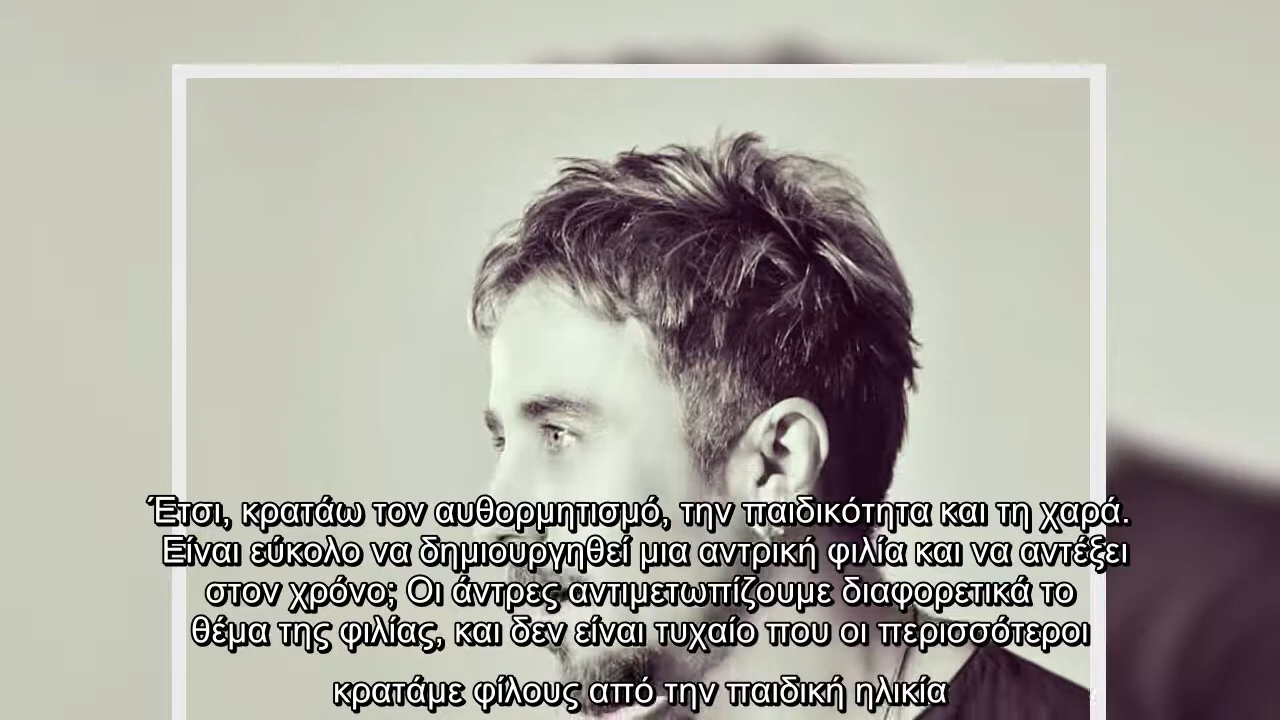 Έτσι, κρατάω τον αυθορμητισμό, την παιδικότητα και τη χαρά.
Είναι εύκολο να δημιουργηθεί μια αντρική φιλία και να αντέξει
στον χρόνο; Οι άντρες αντιμετωπίζουμε διαφορετικά το
θέμα της φιλίας, και δεν είναι τυχαίο που οι περισσότεροι
κρατάμε φίλους από την παιδική ηλικία